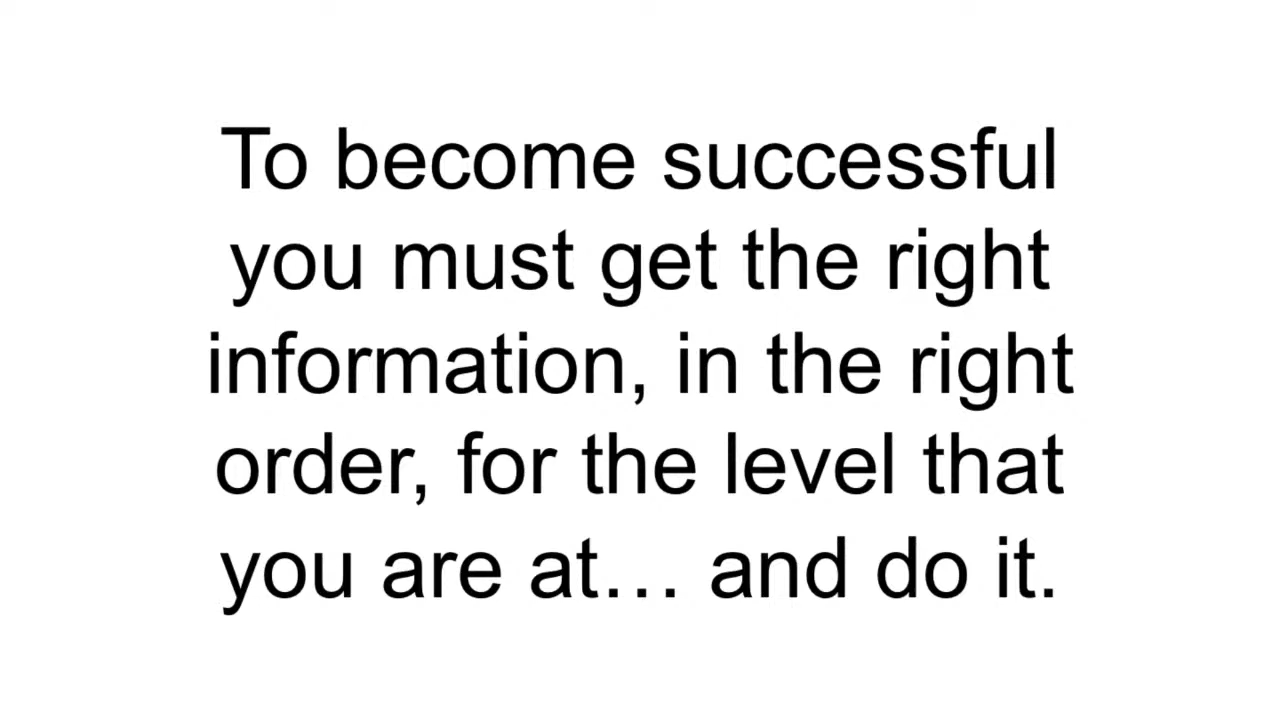 To become successful
you must get the right
information, in the right
order, for the level that
you are at… and do it.